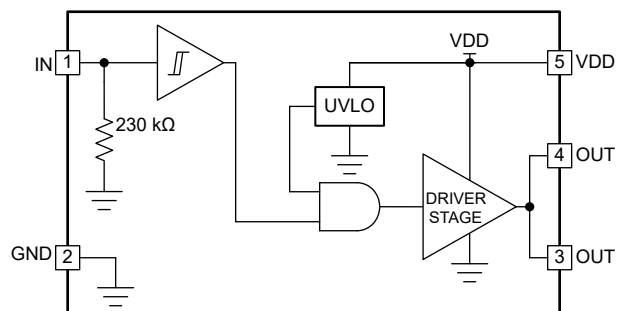 VDD
IN 1
5 VDD
UVLO
230 kΩ
4 OUT
DRIVER
STAGE
GND 2
3 OUT